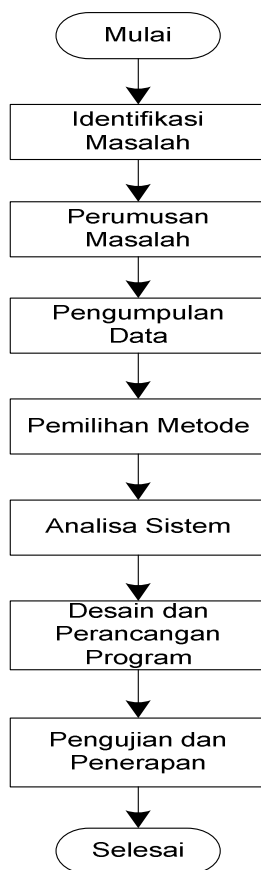 Mulai
Identifikasi
Masalah
Perumusan
Masalah
Pengumpulan
Data
Pemilihan Metode
Analisa Sistem
Desain dan
Perancangan
Program
Pengujian dan
Penerapan
Selesai